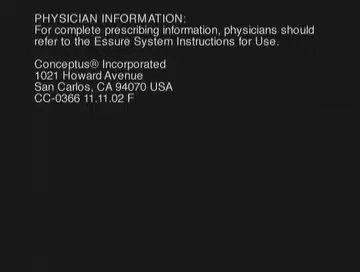 PHYSICIAN INFORMATION:
For complete prescribing information, physicians should
refer to the Essure System Instructions for Use.
Conceptus® Incorporated
1021 Howard Avenue
San Carlos, CA 94070 USA
CC-0366 11.11.02 F